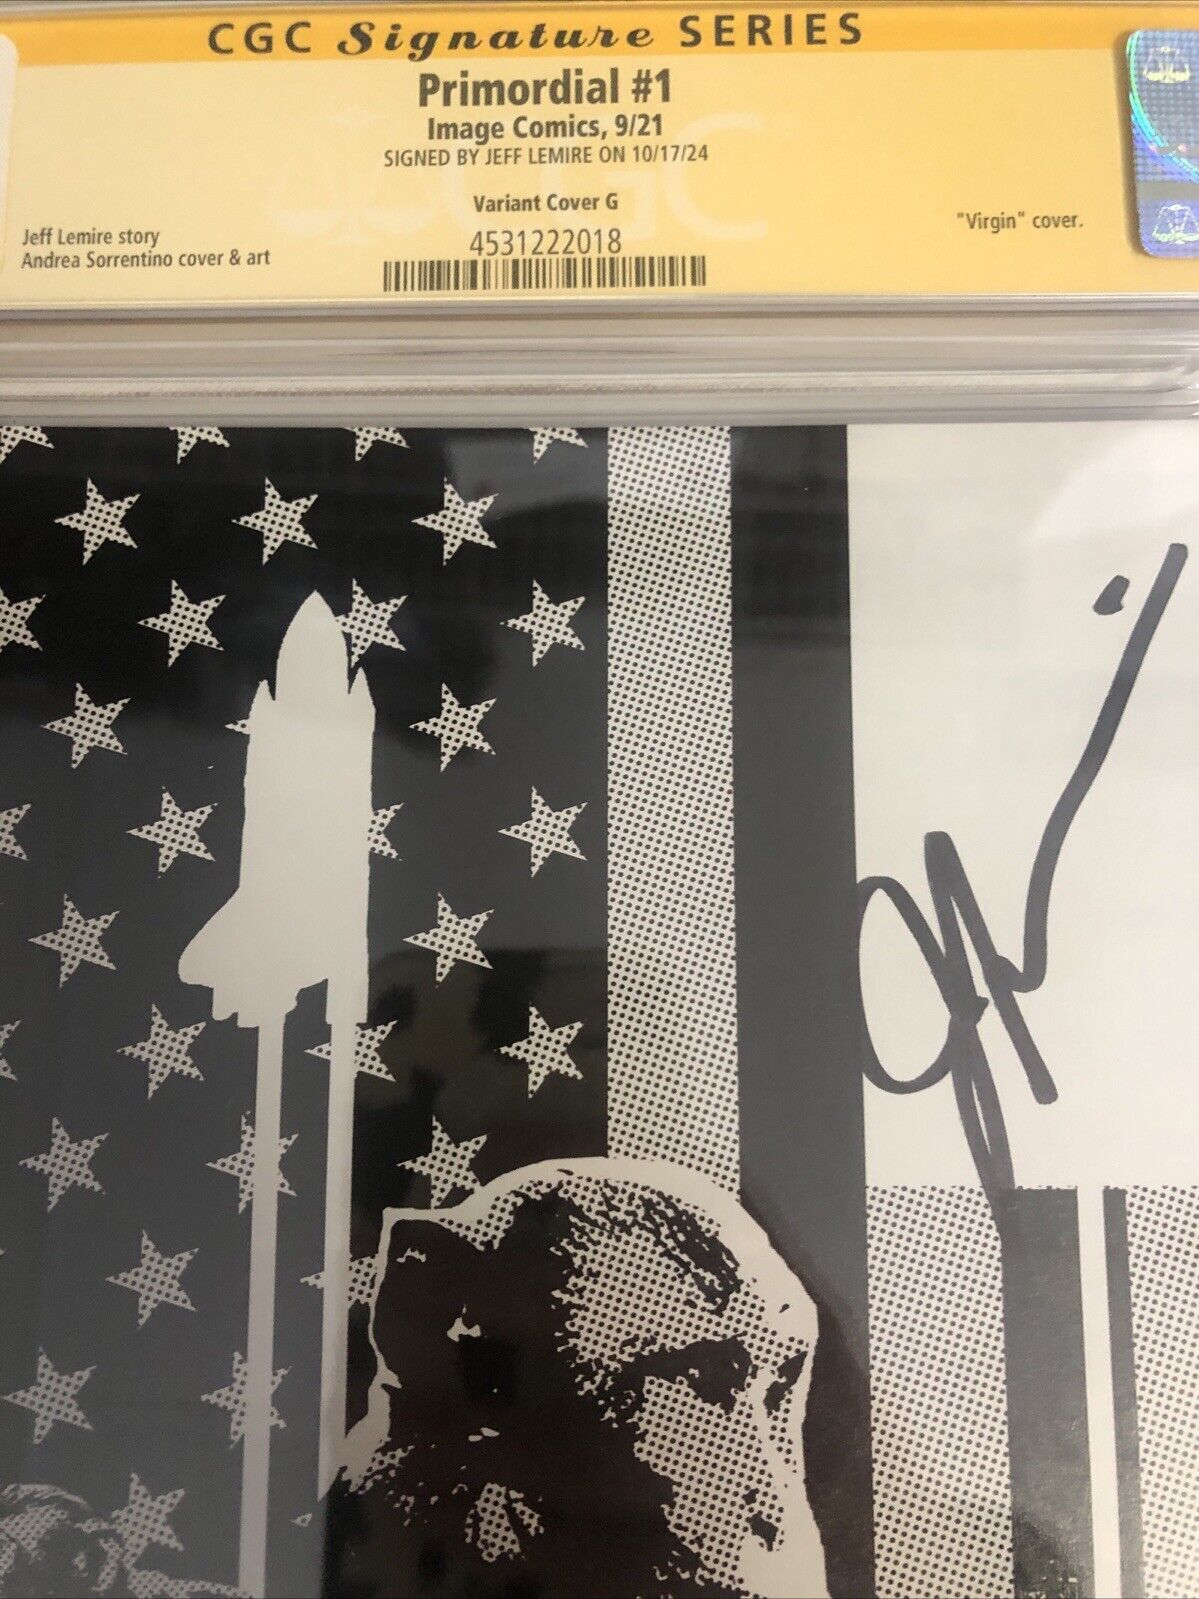 CGC Signature SERIES
Primordial #1
Image Comics, 9/21
SIGNED BY JEFF LEMIRE ON 10/17/24
Variant Cover G
4531222018
Jeff Lemire story
Andrea Sorrentino cover & art
"Virgin" cover.
CGC